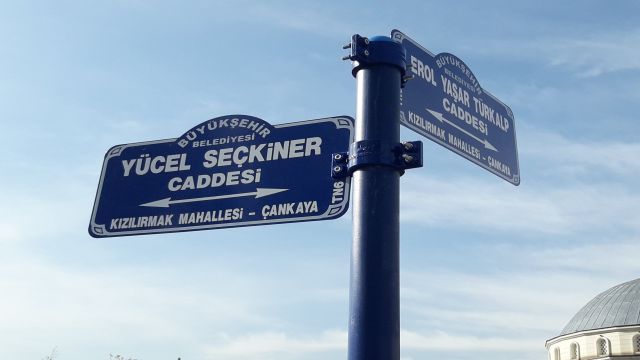 BÜYÜKŞEHİR
BELEDİYESİ
YÜCEL SEÇKİNER
CADDESİ
KIZILIRMAK MAHALLESİ - ÇANKAYA
TN6
BÜYÜKŞEHİR
BELEDİYESİ
EROL YAŞAR TÜRKALP
CADDESİ
KIZILIRMAK MAHALLESİ - ÇANKAYA